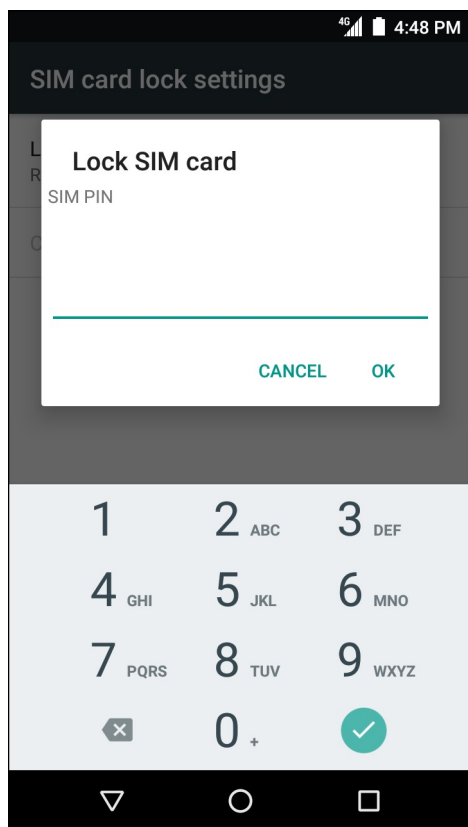 4G 4:48 PM
SIM card lock settings
L
Lock SIM card
R
SIM PIN
C
CANCEL OK
1 2 ABC 3 DEF
4 GHI 5 JKL 6 MNO
7 PQRS 8 TUV 9 WXYZ
0 +